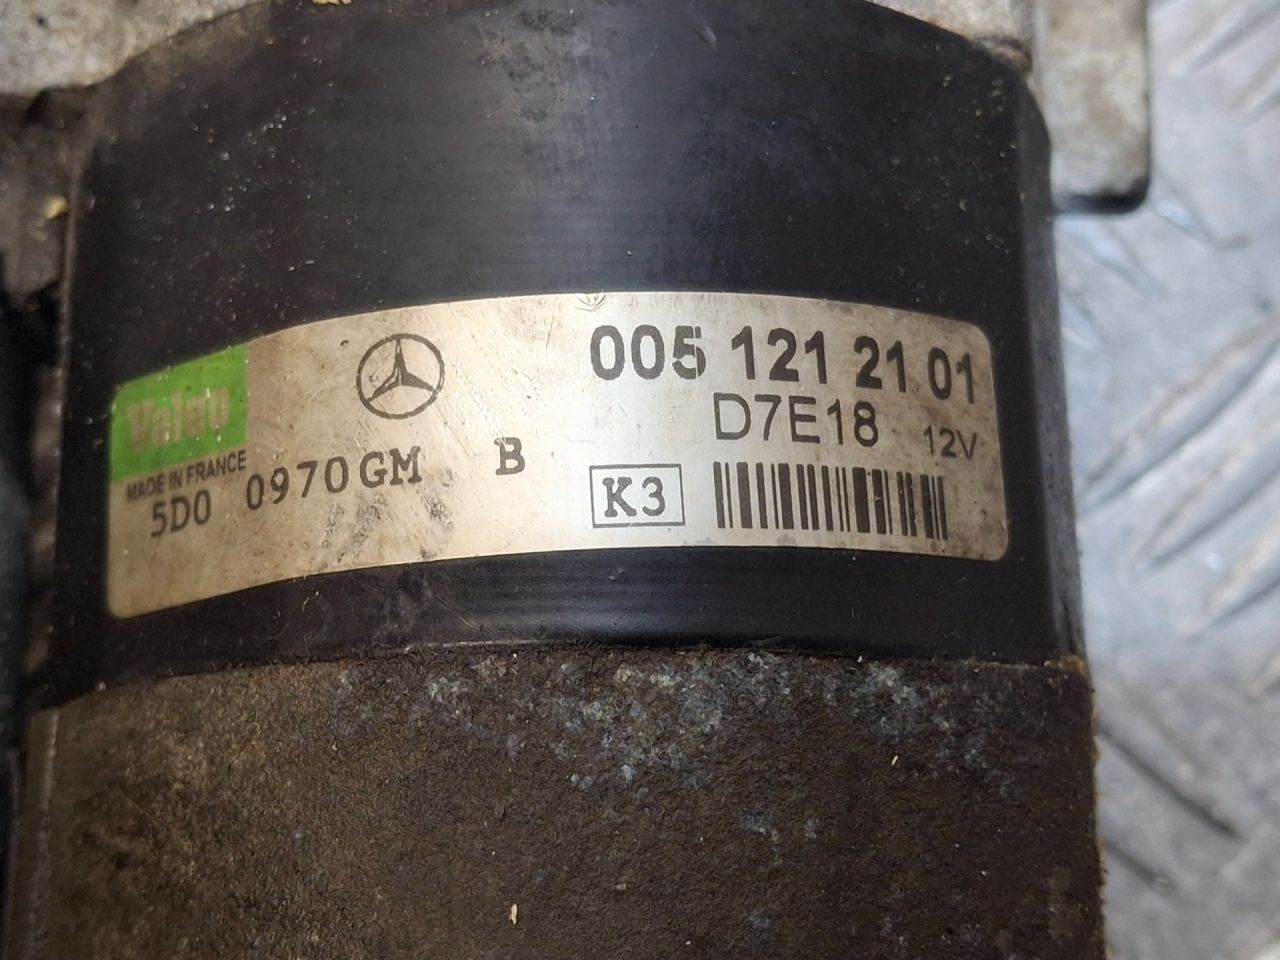 Valeo
MADE IN FRANCE
5D0 0970GM B
005 121 21 01
D7E18 12V
K3